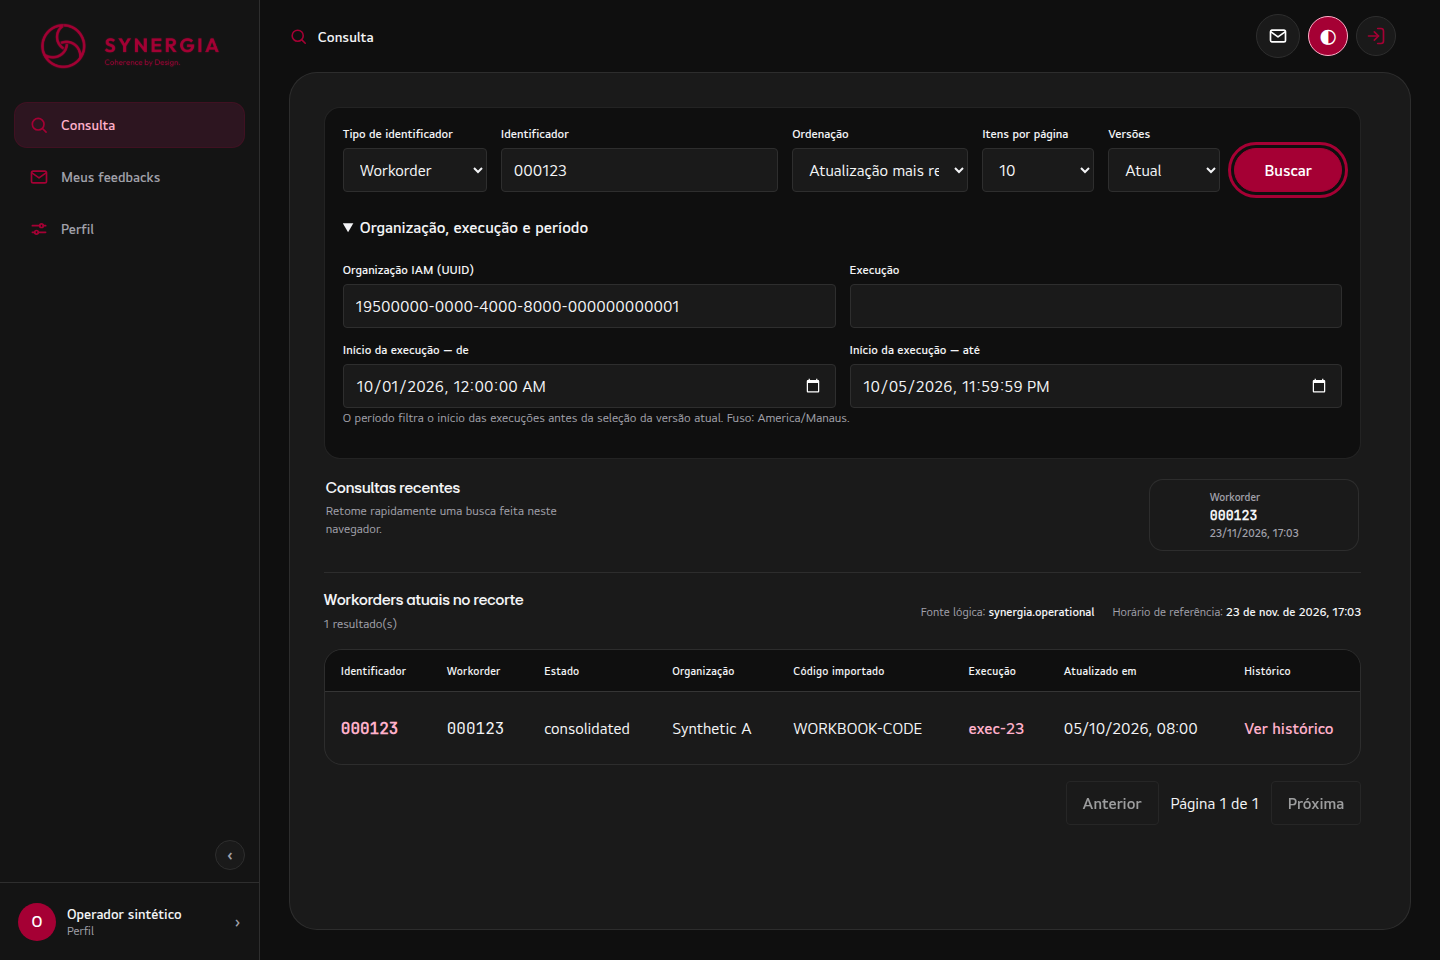 SYNERGIA
Coherence by Design.
Consulta
Meus feedbacks
Perfil
‹
O
Operador sintético
Perfil
›
Consulta
Tipo de identificador
Identificador
Ordenação
Itens por página
Versões
Workorder
000123
Atualização mais re
10
Atual
Buscar
▼ Organização, execução e período
Organização IAM (UUID)
Execução
19500000-0000-4000-8000-000000000001
Início da execução — de
Início da execução — até
10/01/2026, 12:00:00 AM
10/05/2026, 11:59:59 PM
O período filtra o início das execuções antes da seleção da versão atual. Fuso: America/Manaus.
Consultas recentes
Retome rapidamente uma busca feita neste
navegador.
Workorder
000123
23/11/2026, 17:03
Workorders atuais no recorte
1 resultado(s)
Fonte lógica: synergia.operational
Horário de referência: 23 de nov. de 2026, 17:03
Identificador Workorder Estado Organização Código importado Execução Atualizado em Histórico
000123 000123 consolidated Synthetic A WORKBOOK-CODE exec-23 05/10/2026, 08:00 Ver histórico
Anterior Página 1 de 1 Próxima